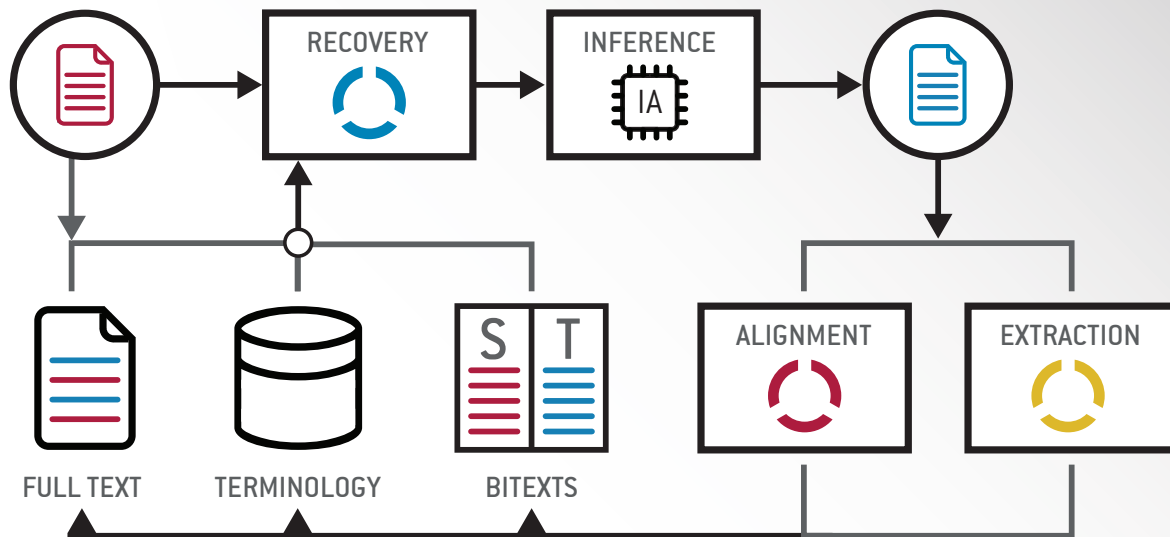 RECOVERY
INFERENCE
IA
S T
ALIGNMENT
EXTRACTION
FULL TEXT
TERMINOLOGY
BITEXTS